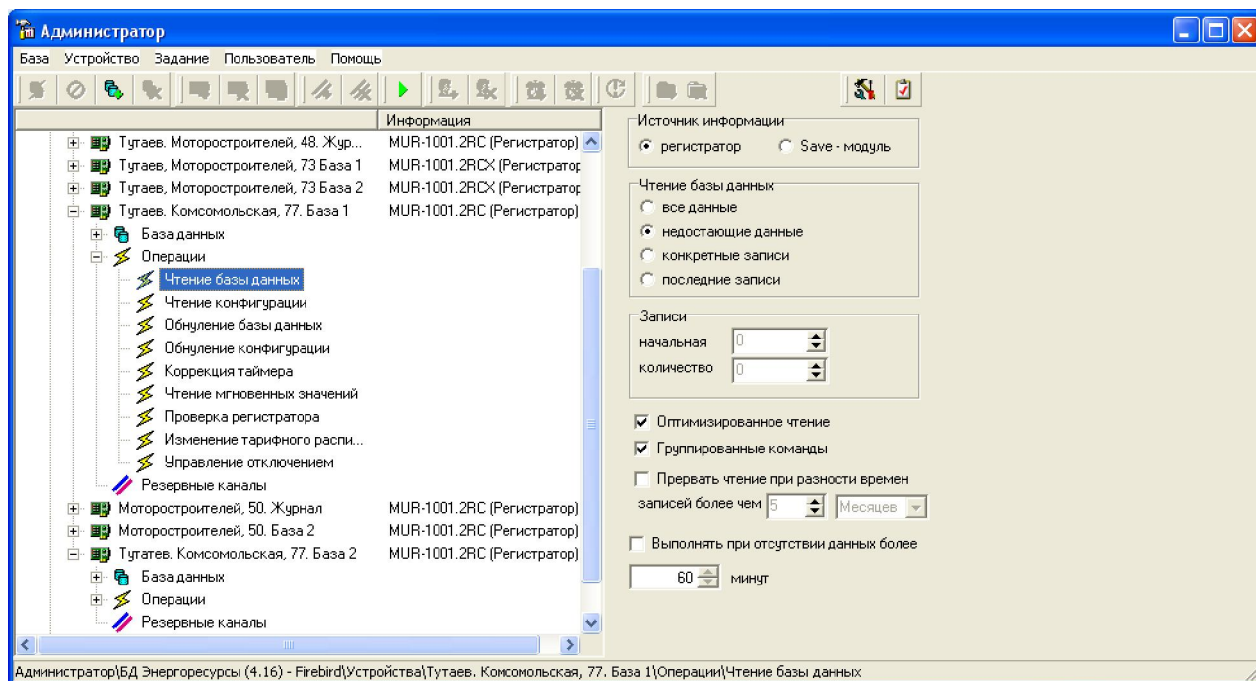 Администратор
База Устройство Задание Пользователь Помощь
Информация
Тутаев. Моторостроителей, 48. Жур... MUR-1001.2RC (Регистратор)
Тутаев, Моторостроителей, 73 База 1 MUR-1001.2RCX (Регистратор
Тутаев, Моторостроителей, 73 База 2 MUR-1001.2RCX (Регистратор
Тутаев. Комсомольская, 77. База 1 MUR-1001.2RC (Регистратор)
База данных
Операции
Чтение базы данных
Чтение конфигурации
Обнуление базы данных
Обнуление конфигурации
Коррекция таймера
Чтение мгновенных значений
Проверка регистратора
Изменение тарифного распи...
Управление отключением
Резервные каналы
Моторостроителей, 50. Журнал MUR-1001.2RC (Регистратор)
Моторостроителей, 50. База 2 MUR-1001.2RC (Регистратор)
Тугатев. Комсомольская, 77. База 2 MUR-1001.2RC (Регистратор)
База данных
Операции
Резервные каналы
Источник информации
регистратор Save - модуль
Чтение базы данных
все данные
недостающие данные
конкретные записи
последние записи
Записи
начальная 0
количество 0
Оптимизированное чтение
Группированные команды
Прервать чтение при разности времен
записей более чем 5 Месяцев
Выполнять при отсутствии данных более
60 минут
Администратор\БД Энергоресурсы (4.16) - Firebird\Устройства\Тутаев. Комсомольская, 77. База 1\Операции\Чтение базы данных